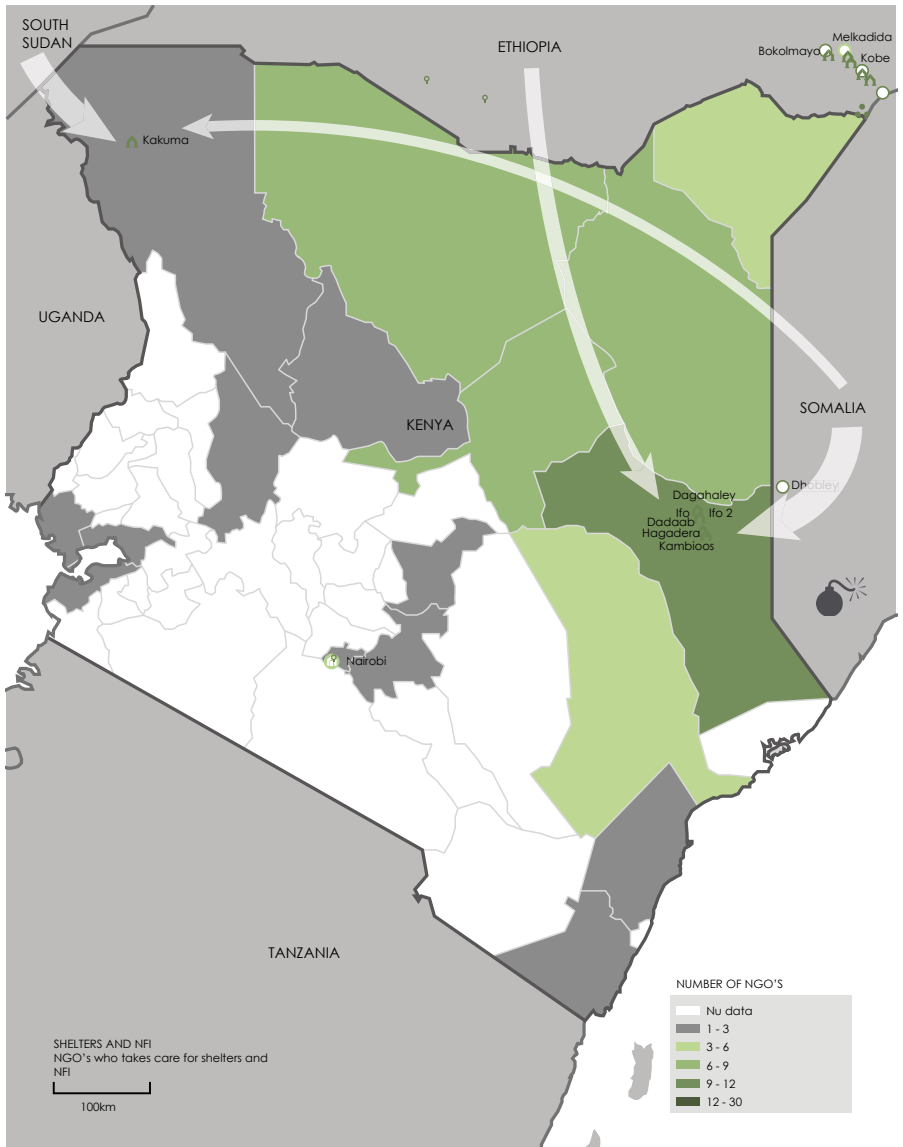 SOUTH
SUDAN
ETHIOPIA
Melkadida
Bokolmayo
Kobe
Kakuma
UGANDA
KENYA
SOMALIA
Dhobley
Dagahaley
Ifo
Ifo 2
Dadaab
Hagadera
Kambioos
Nairobi
TANZANIA
NUMBER OF NGO'S
Nu data
1 - 3
3 - 6
6 - 9
9 - 12
12 - 30
SHELTERS AND NFI
NGO's who takes care for shelters and
NFI
100km